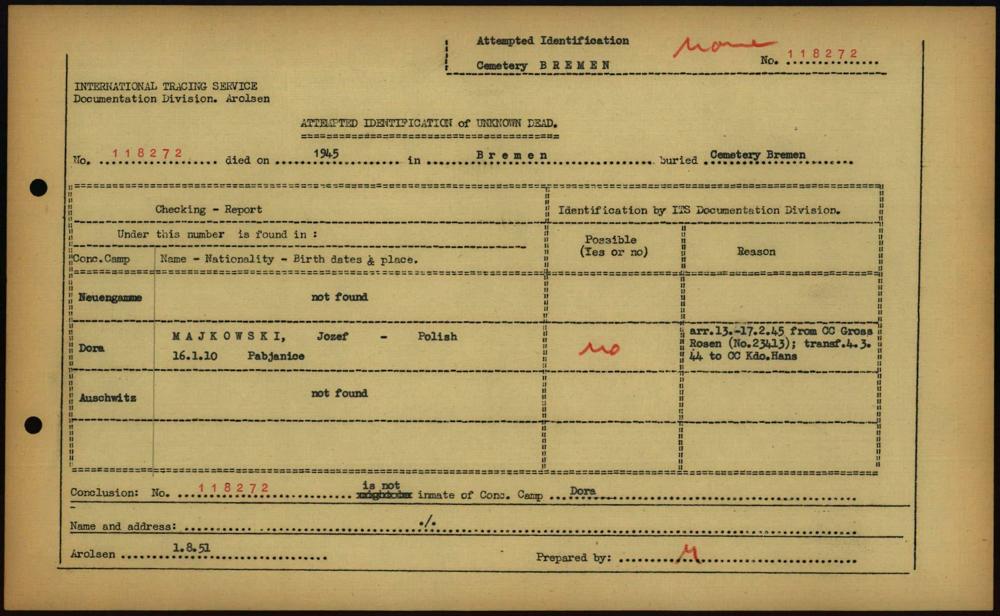 Attempted Identification
None
Cemetery B R E M E N
No. 118272
INTERNATIONAL TRACING SERVICE
Documentation Division. Arolsen
ATTEMPTED IDENTIFICATION of UNKNOWN DEAD.
No. 118272 died on 1945 in B r e m e n buried Cemetery Bremen
Checking - Report
Identification by ITS Documentation Division.
Under this number is found in :
Possible
(Yes or no)
Reason
Conc.Camp
Name - Nationality - Birth dates & place.
Neuengamme
not found
Dora
M A J K O W S K I, Jozef - Polish
16.1.10 Pabjanice
no
arr.13.-17.2.45 from CC Gross
Rosen (No.23413); transf.4.3.
44 to CC Kdo.Hans
Auschwitz
not found
Conclusion: No. 118272 is not inmate of Conc. Camp Dora
Name and address: ./.
Arolsen 1.8.51
Prepared by: